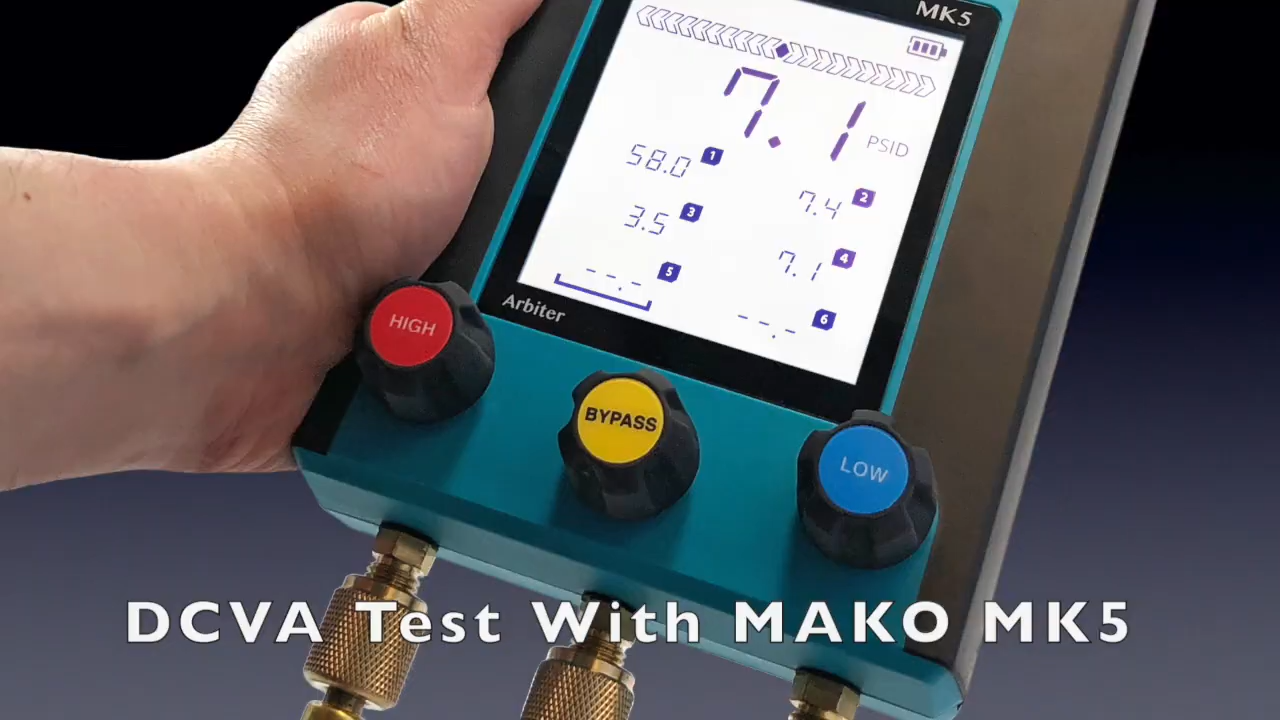 MK5
7.1 PSID
58.0 1
7.4 2
3.5 3
7.1 4
--.- 5
--.- 6
Arbiter
HIGH
BYPASS
LOW
DCVA Test With MAKO MK5